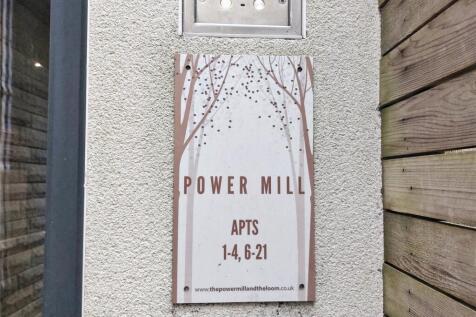 POWER MILL
APTS
1-4, 6-21
www.thepowermillandtheloom.co.uk